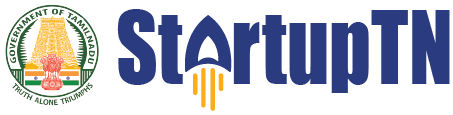 GOVERNMENT OF TAMILNADU
TRUTH ALONE TRIUMPHS
StartupTN